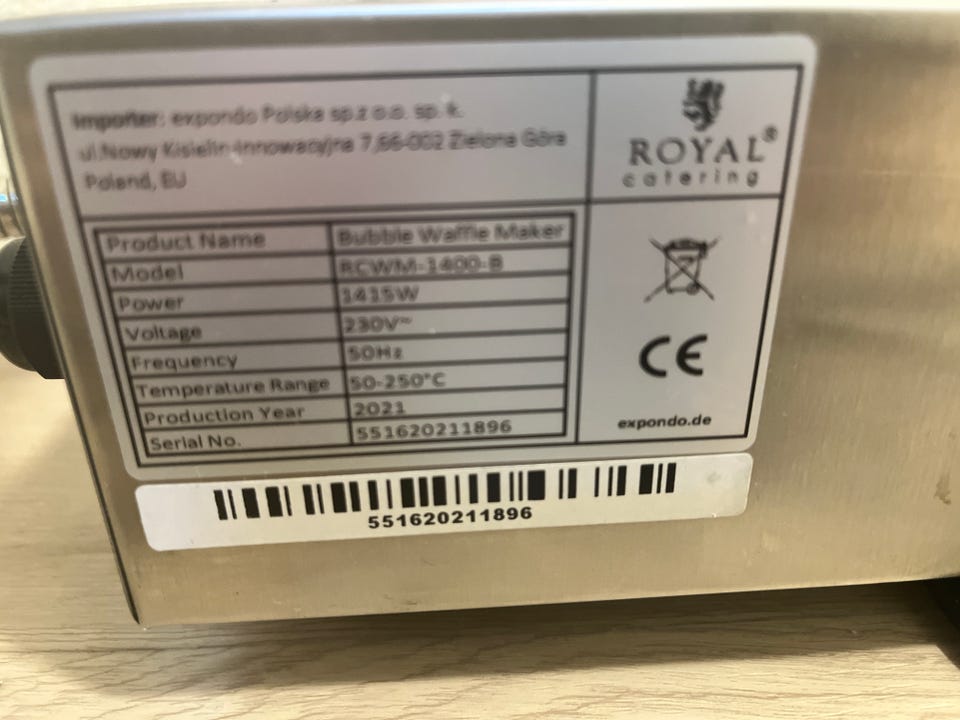 Importer: expondo Polska sp.z o.o. sp. k.
ul.Nowy Kisielin-Innowacyjna 7,66-002 Zielona Góra
Poland, EU
ROYAL®
catering
Product Name Bubble Waffle Maker
Model RCWM-1400-B
Power 1415W
Voltage 230V~
Frequency 50Hz
Temperature Range 50-250°C
Production Year 2021
Serial No. 551620211896
CE
expondo.de
551620211896